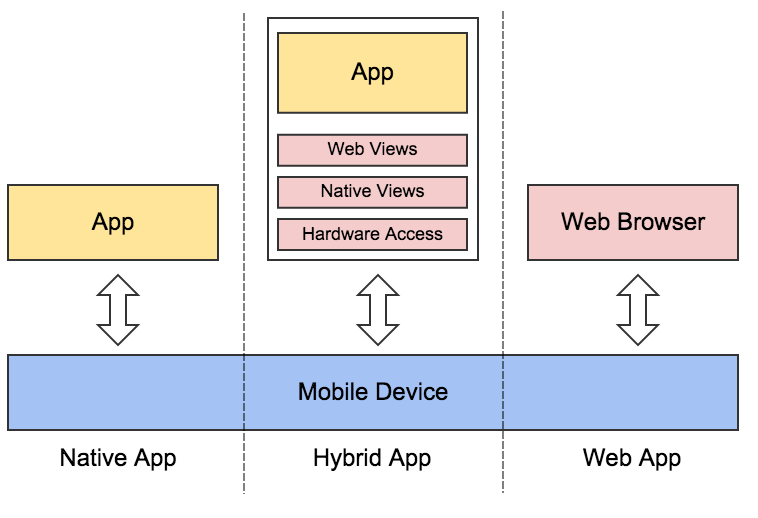 App
Web Views
Native Views
Hardware Access
App
Web Browser
Mobile Device
Native App
Hybrid App
Web App